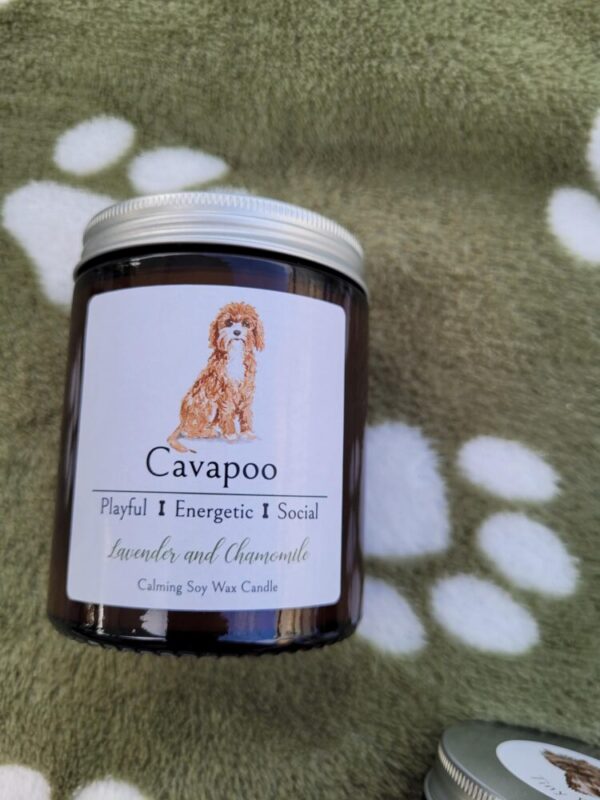 Cavapoo
Playful I Energetic I Social
Lavender and Chamomile
Calming Soy Wax Candle